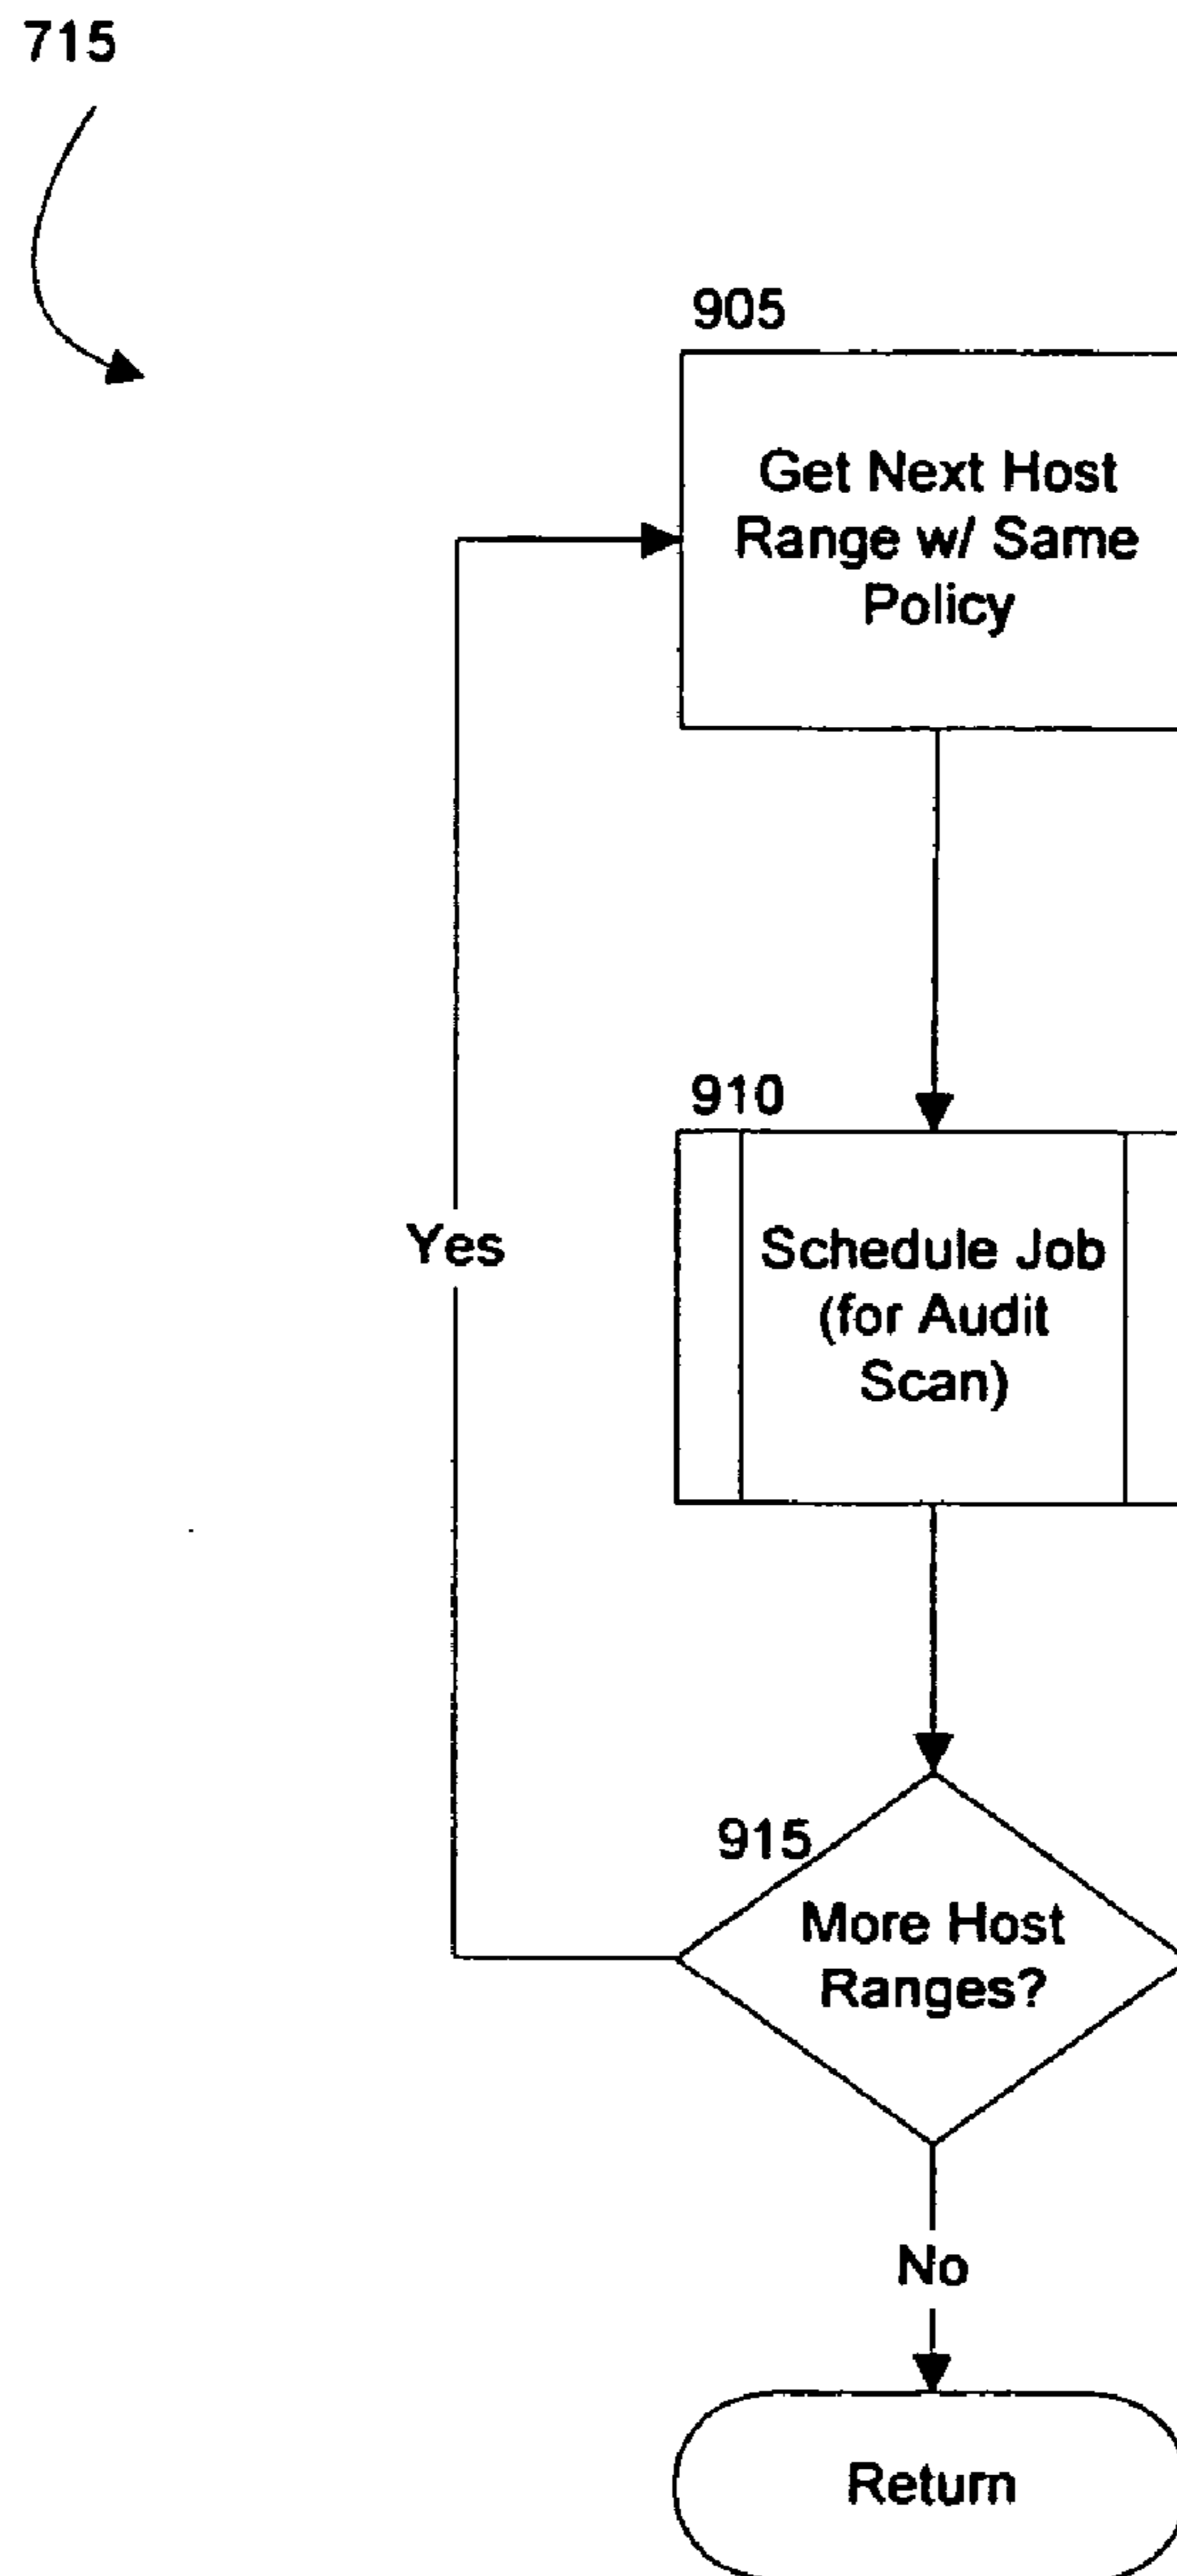 715
905
Get Next Host
Range w/ Same
Policy
910
Schedule Job
(for Audit
Scan)
Yes
915
More Host
Ranges?
No
Return